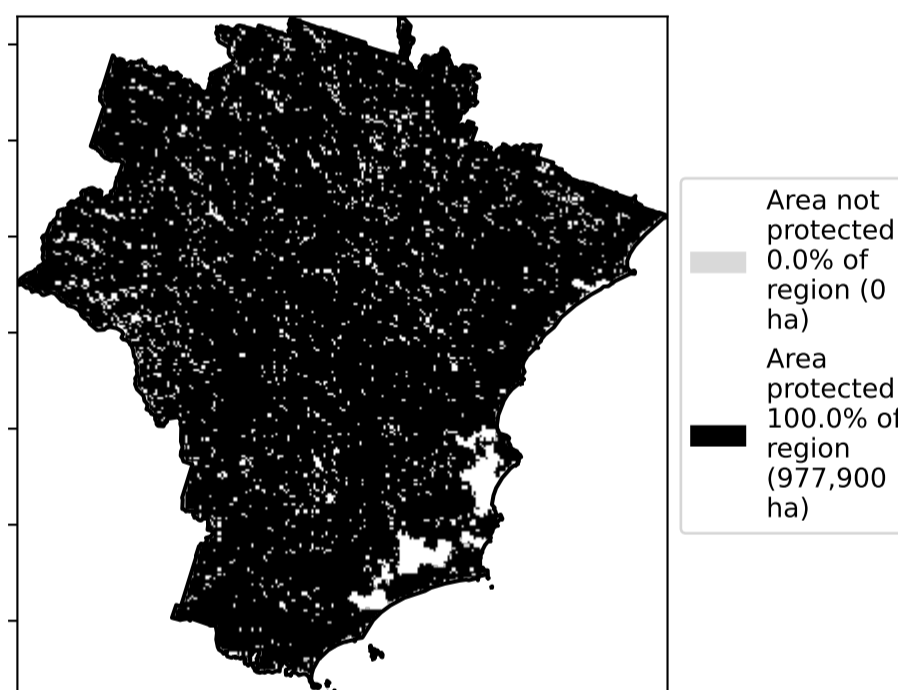 Area not
protected
0.0% of
region (0
ha)
Area
protected
100.0% of
region
(977,900
ha)